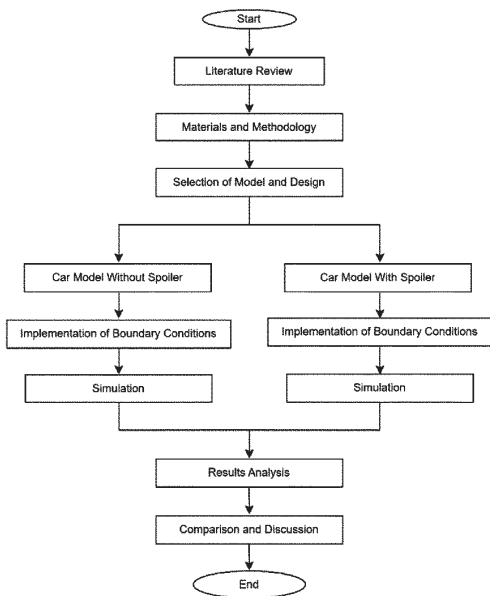 Start
Literature Review
Materials and Methodology
Selection of Model and Design
Car Model Without Spoiler
Car Model With Spoiler
Implementation of Boundary Conditions
Implementation of Boundary Conditions
Simulation
Simulation
Results Analysis
Comparison and Discussion
End